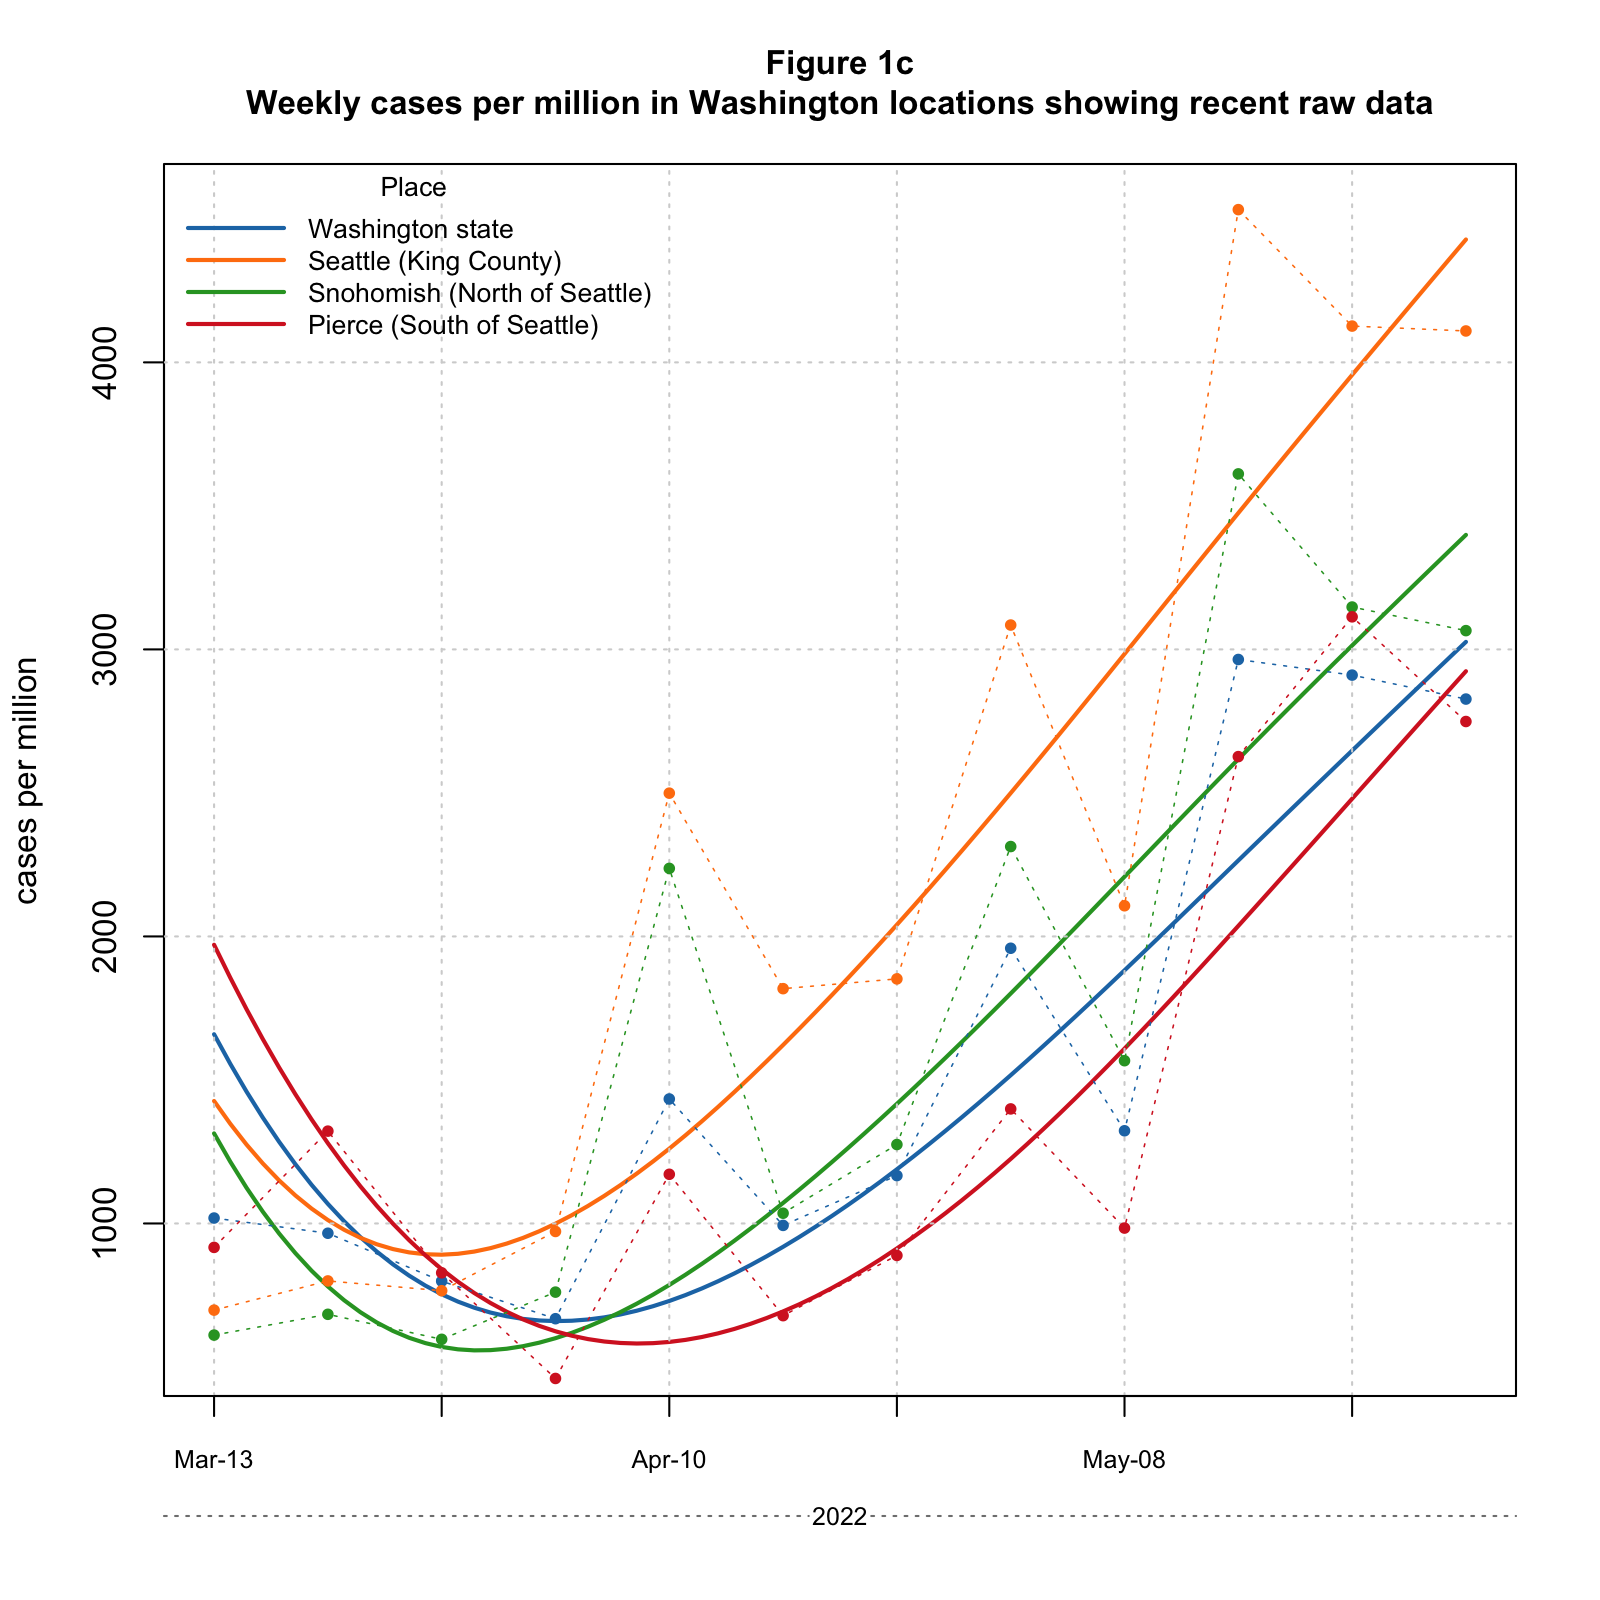 Figure 1c
Weekly cases per million in Washington locations showing recent raw data
Place
Washington state
Seattle (King County)
Snohomish (North of Seattle)
Pierce (South of Seattle)
cases per million
4000
3000
2000
1000
Mar-13
Apr-10
May-08
2022